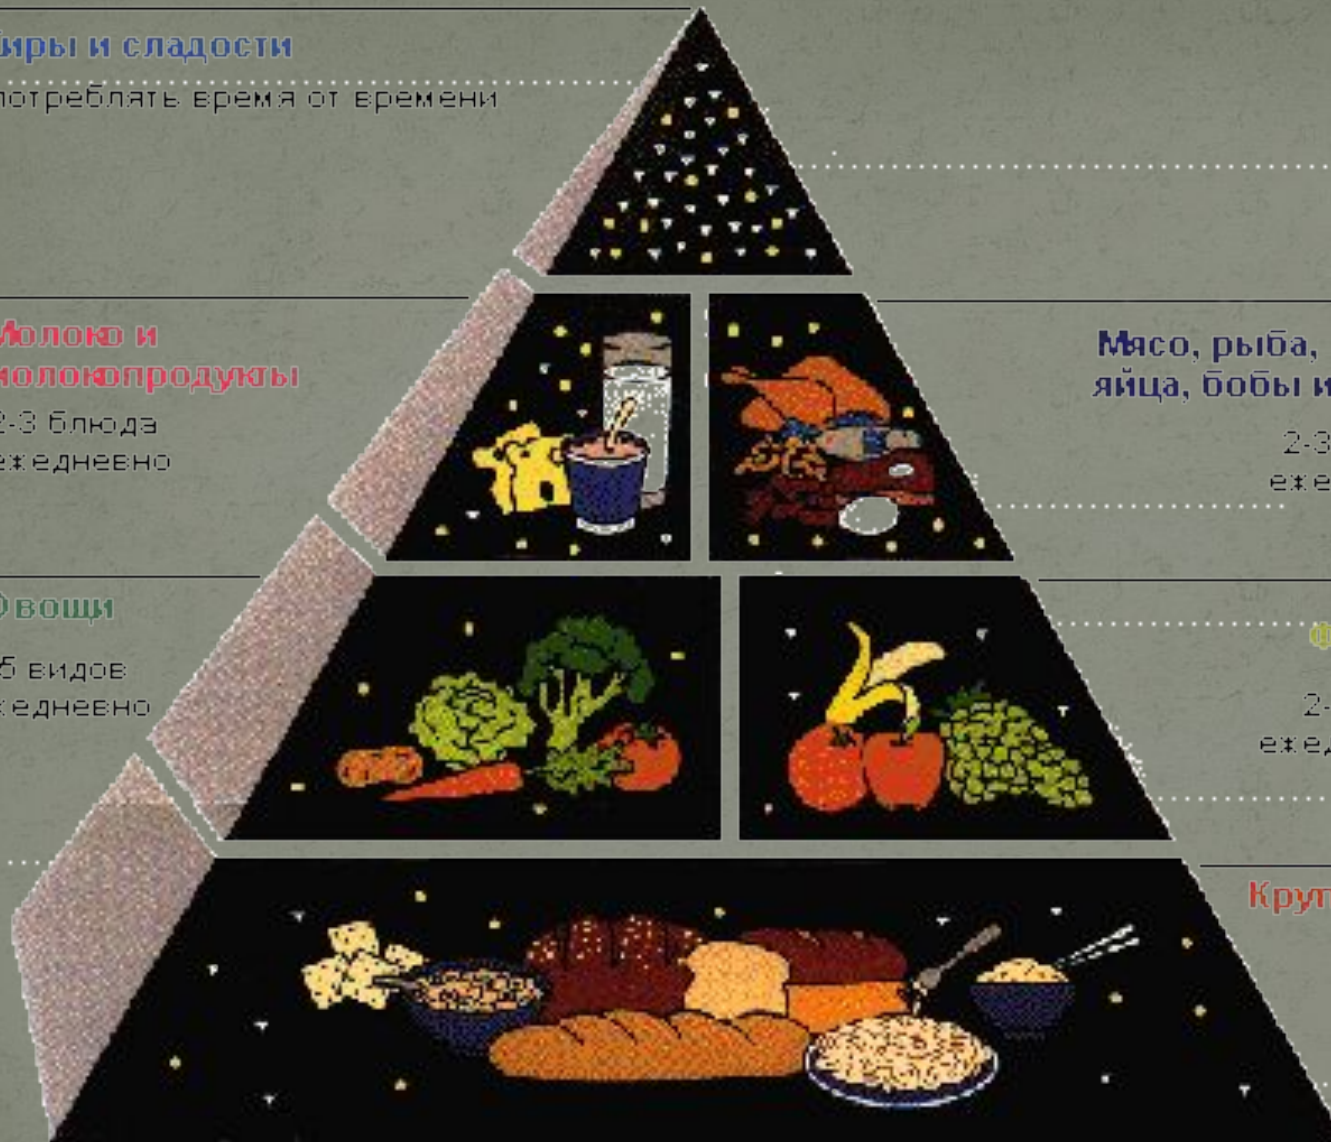 иры и сладости
потреблять время от времени
Молоко и
молокопродукты
2-3 блюда
ежедневно
Мясо, рыба,
яйца, бобы и
2-3
еже
Овощи
5 видов
жедневно
Ф
2-
ежед
Круп